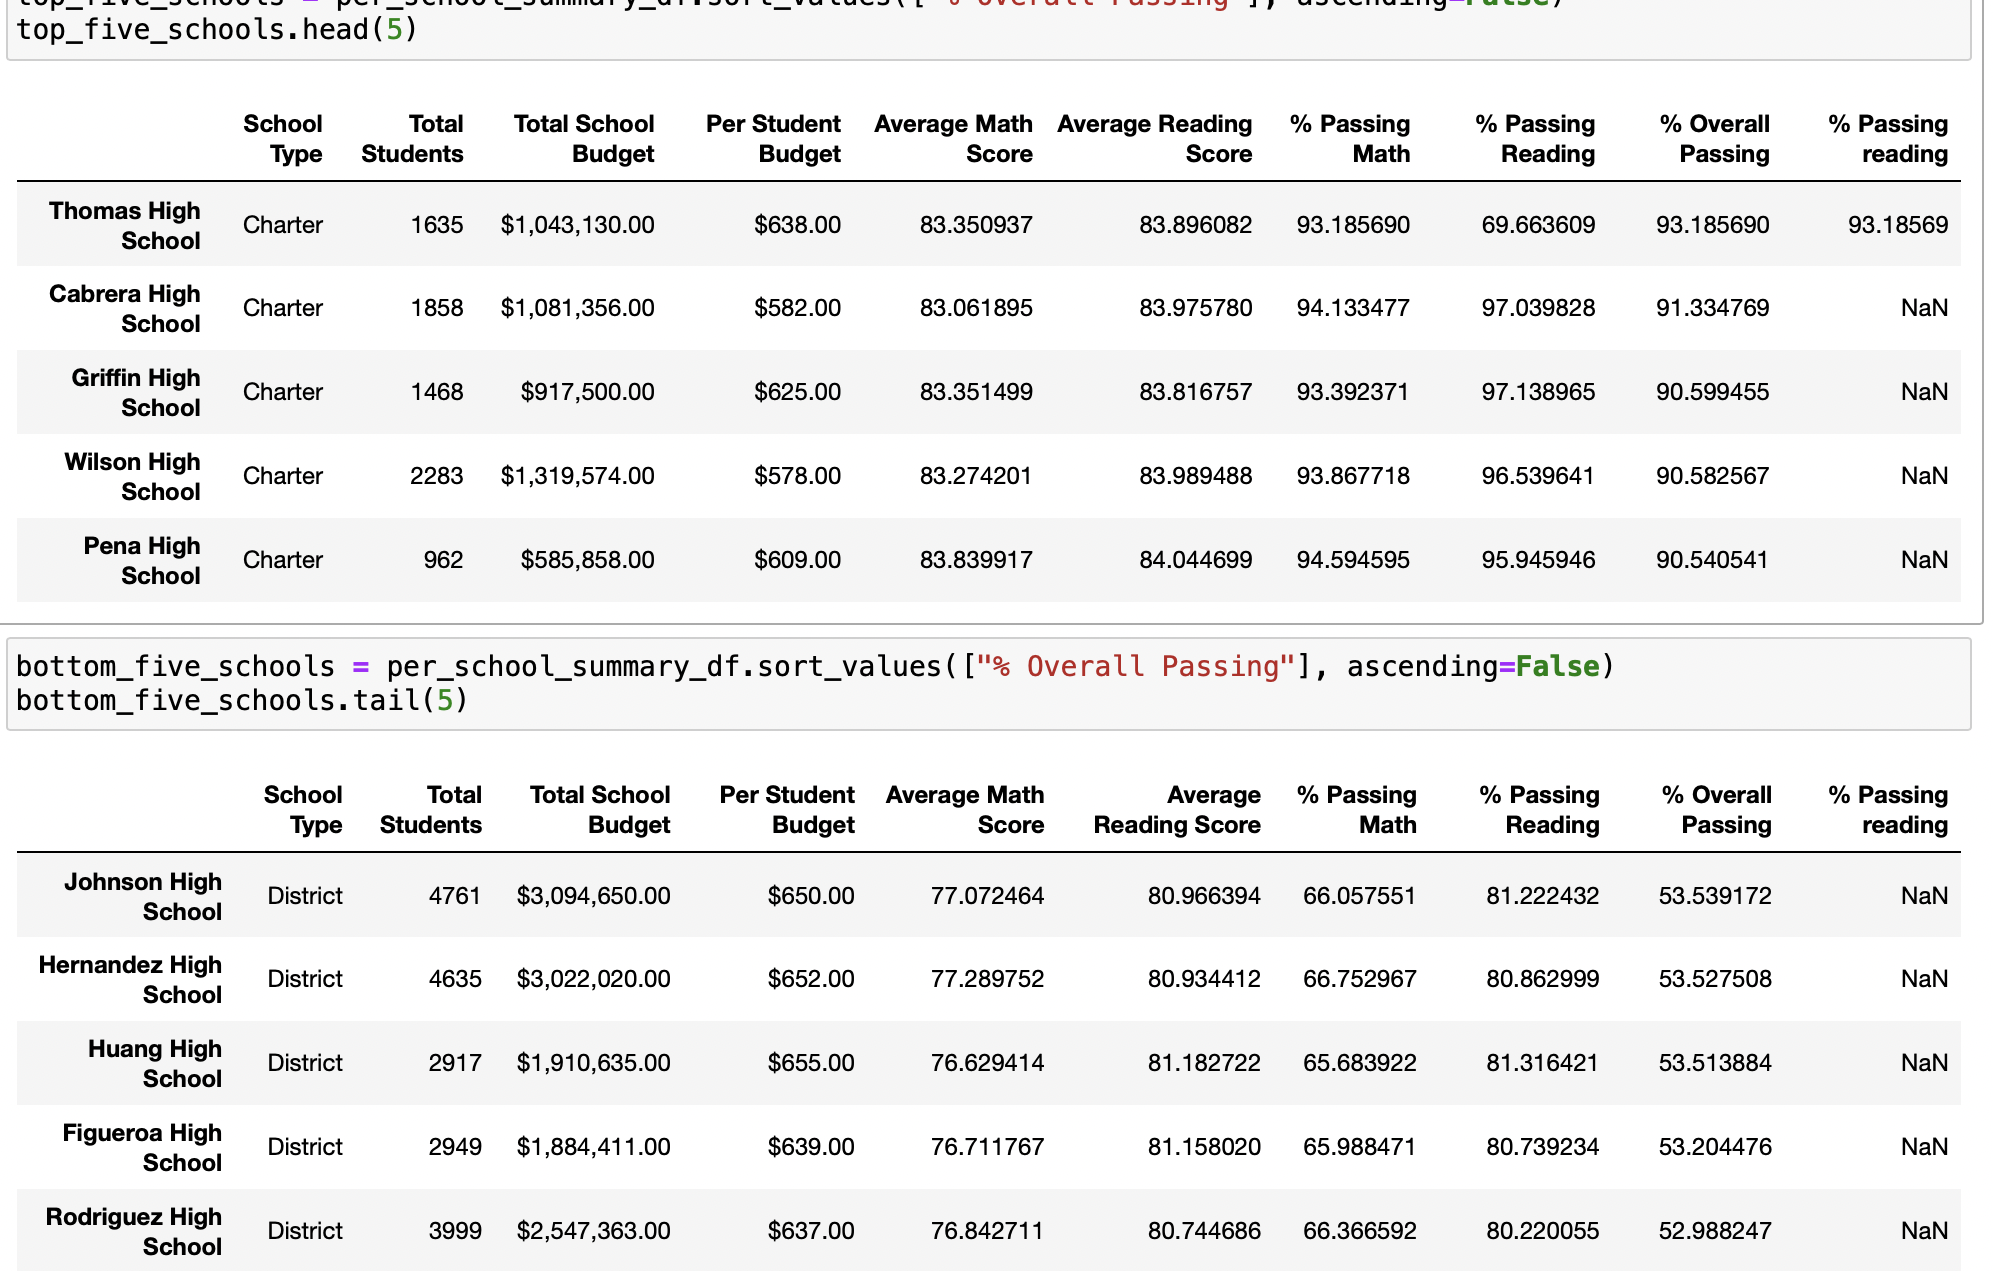 top_five_schools = per_school_summary_df.sort_values(["% Overall Passing"], ascending=False)
top_five_schools.head(5)
School Type Total Students Total School Budget Per Student Budget Average Math Score Average Reading Score % Passing Math % Passing Reading % Overall Passing % Passing reading
Thomas High School Charter 1635 $1,043,130.00 $638.00 83.350937 83.896082 93.185690 69.663609 93.185690 93.18569
Cabrera High School Charter 1858 $1,081,356.00 $582.00 83.061895 83.975780 94.133477 97.039828 91.334769 NaN
Griffin High School Charter 1468 $917,500.00 $625.00 83.351499 83.816757 93.392371 97.138965 90.599455 NaN
Wilson High School Charter 2283 $1,319,574.00 $578.00 83.274201 83.989488 93.867718 96.539641 90.582567 NaN
Pena High School Charter 962 $585,858.00 $609.00 83.839917 84.044699 94.594595 95.945946 90.540541 NaN
bottom_five_schools = per_school_summary_df.sort_values(["% Overall Passing"], ascending=False)
bottom_five_schools.tail(5)
School Type Total Students Total School Budget Per Student Budget Average Math Score Average Reading Score % Passing Math % Passing Reading % Overall Passing % Passing reading
Johnson High School District 4761 $3,094,650.00 $650.00 77.072464 80.966394 66.057551 81.222432 53.539172 NaN
Hernandez High School District 4635 $3,022,020.00 $652.00 77.289752 80.934412 66.752967 80.862999 53.527508 NaN
Huang High School District 2917 $1,910,635.00 $655.00 76.629414 81.182722 65.683922 81.316421 53.513884 NaN
Figueroa High School District 2949 $1,884,411.00 $639.00 76.711767 81.158020 65.988471 80.739234 53.204476 NaN
Rodriguez High School District 3999 $2,547,363.00 $637.00 76.842711 80.744686 66.366592 80.220055 52.988247 NaN